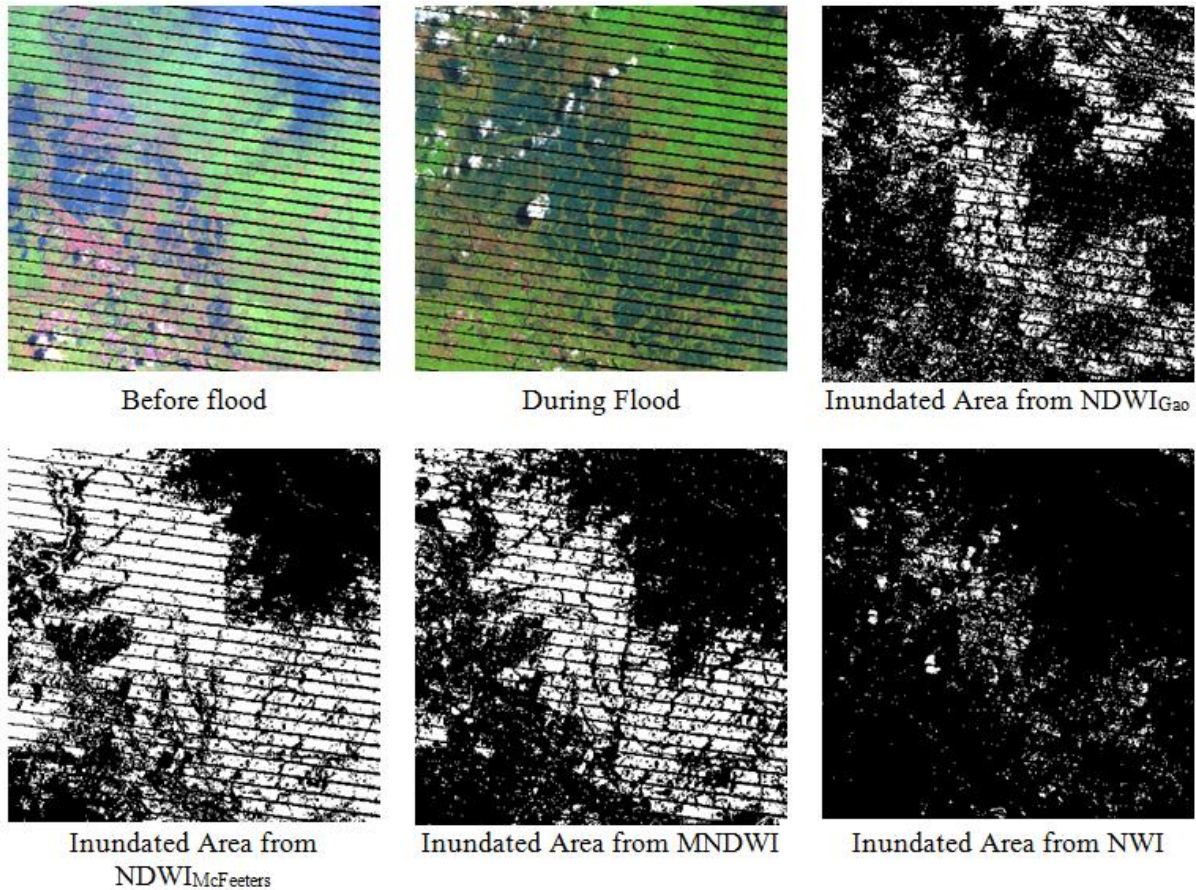 Before flood
During Flood
Inundated Area from NDWIGao
Inundated Area from
NDWIMcFeeters
Inundated Area from MNDWI
Inundated Area from NWI